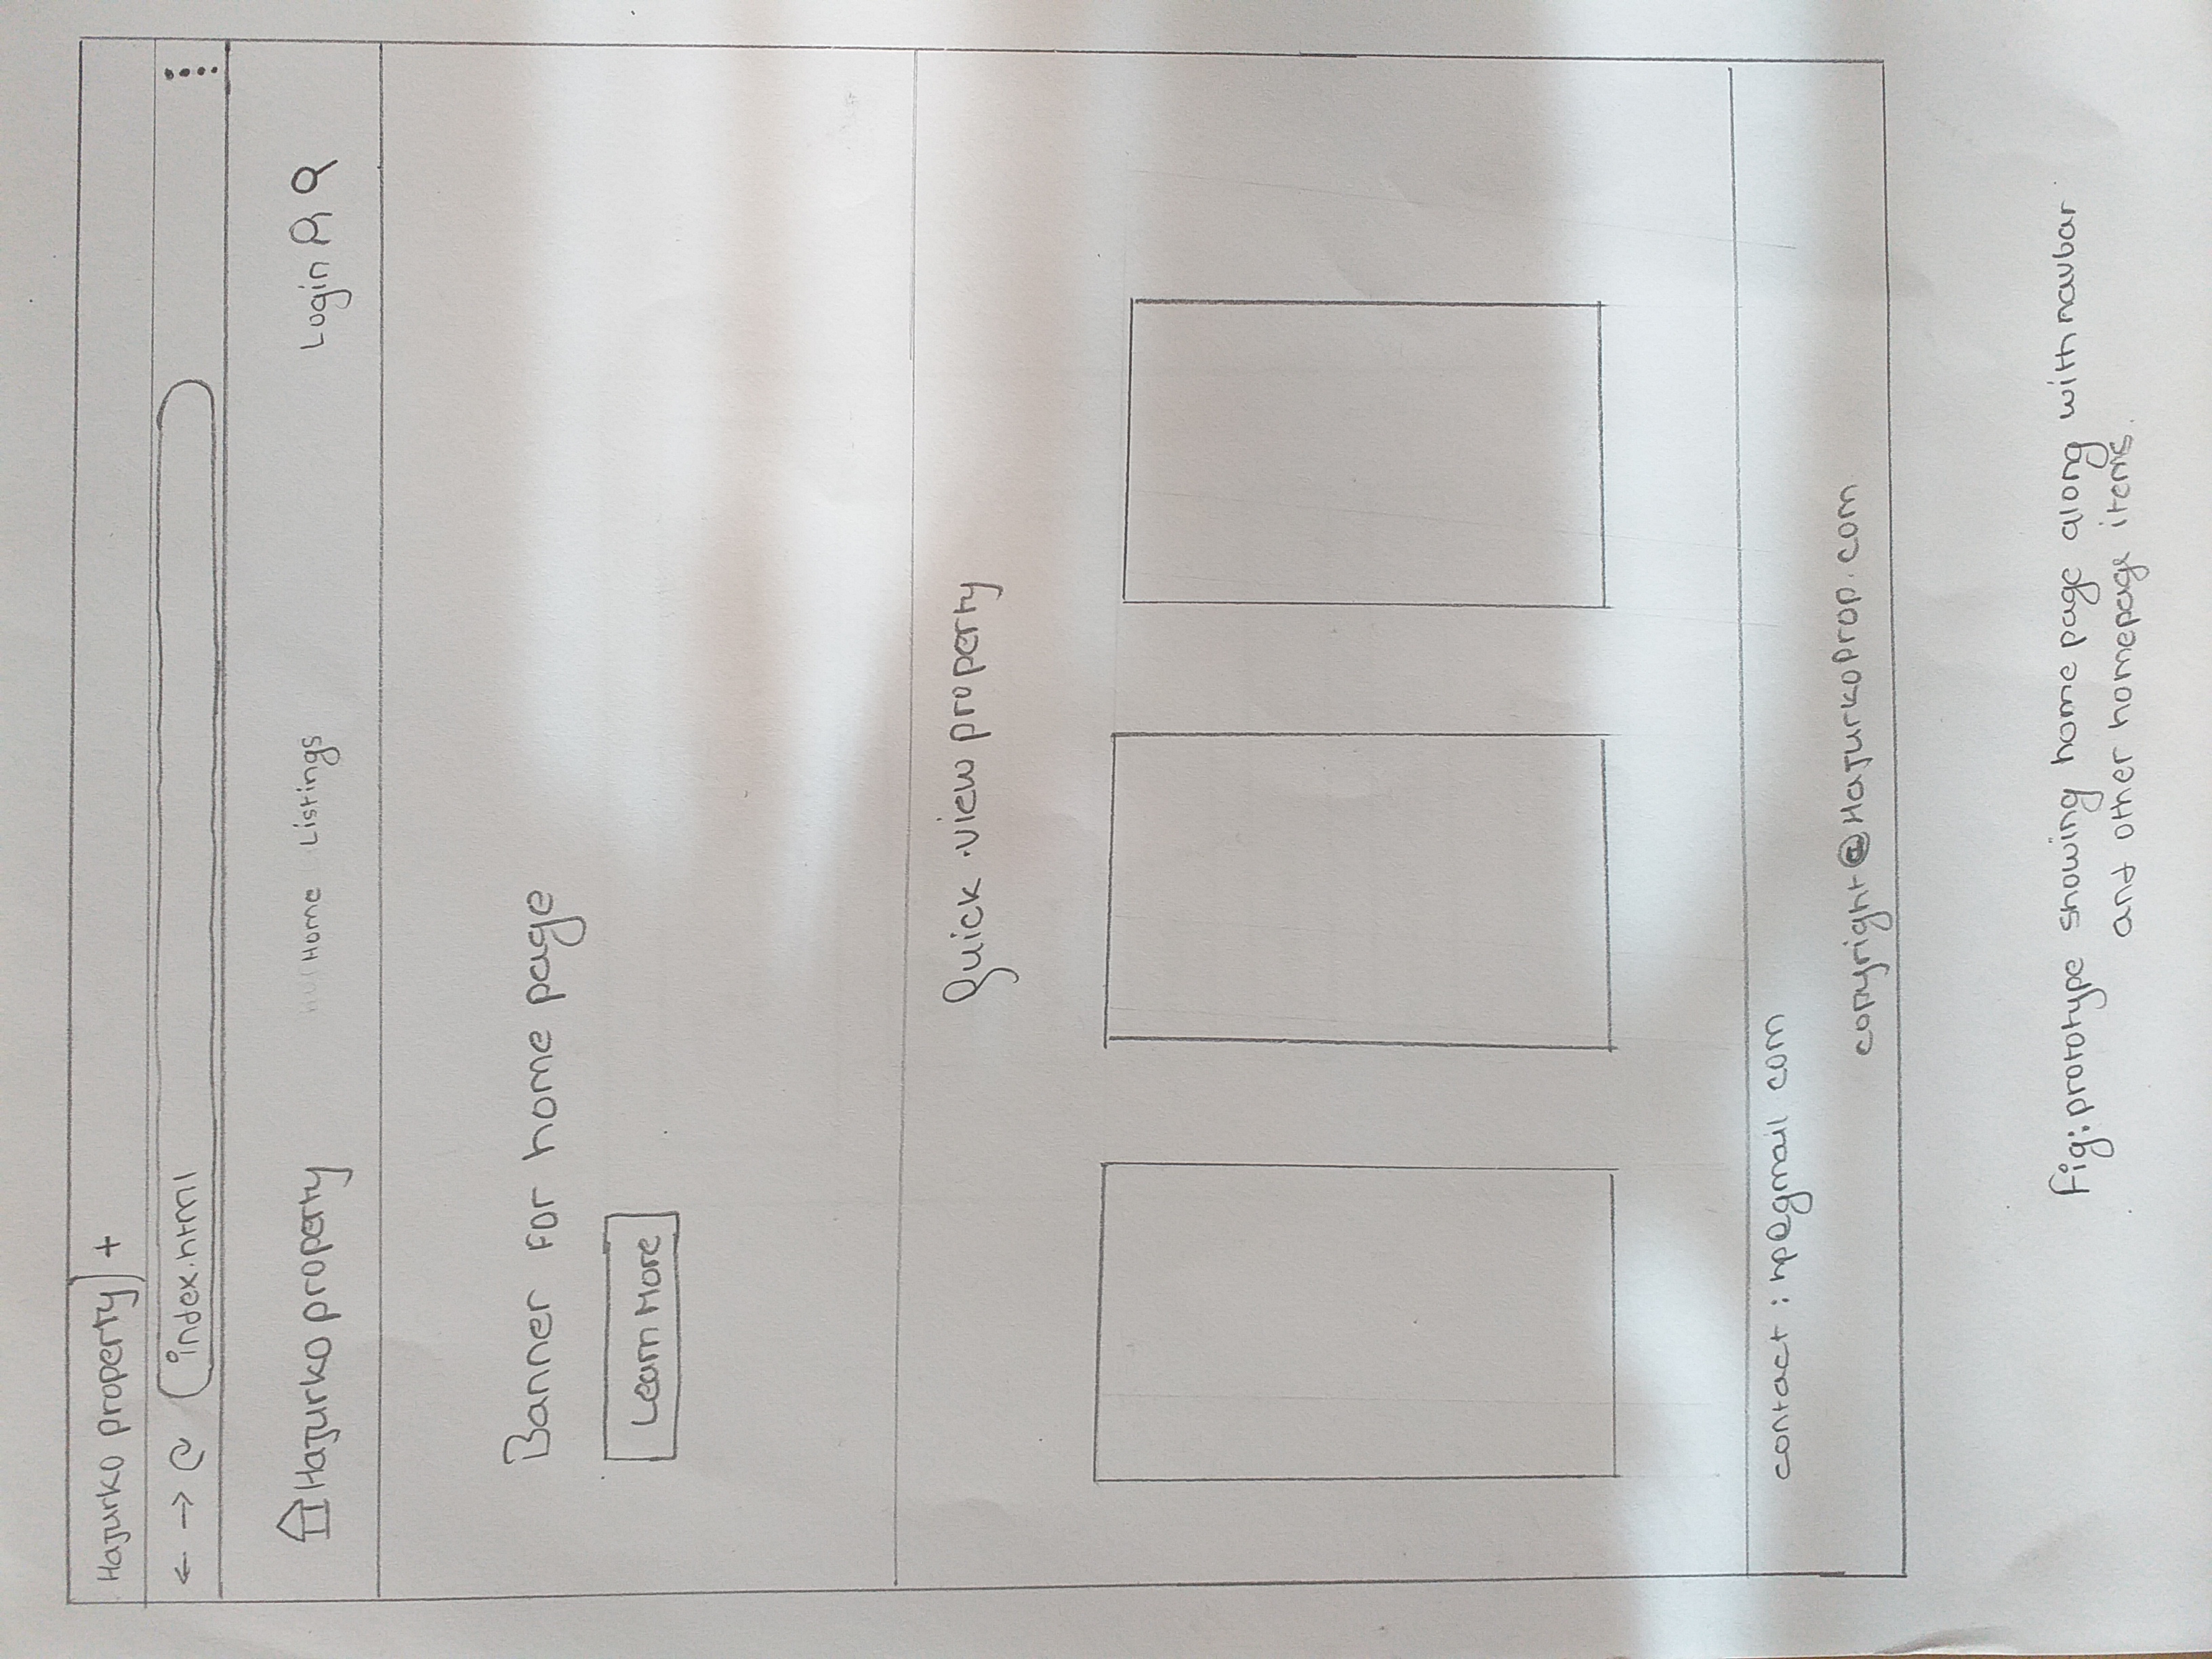 Hajurko property +
index.html
Hajurko property Home Listings Login
Banner for home page
Learn More
Quick view property
contact : hp@gmail com
copyright@HajurkoProp.com
Fig: prototype showing home page along with navbar
and other homepage items.